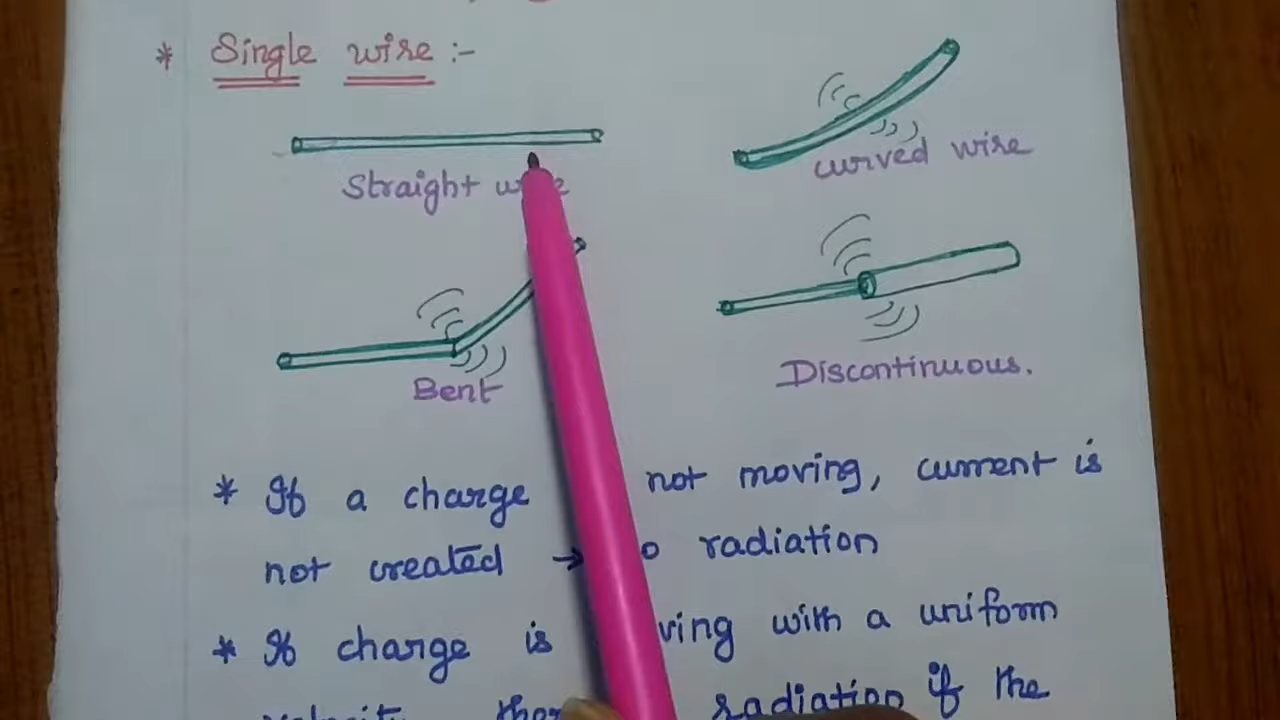 * Single wire :-
Straight
curved wire
Bent
Discontinuous.
* If a charge not moving, current is
not created → radiation
* If charge is ving with a uniform
radiation if the